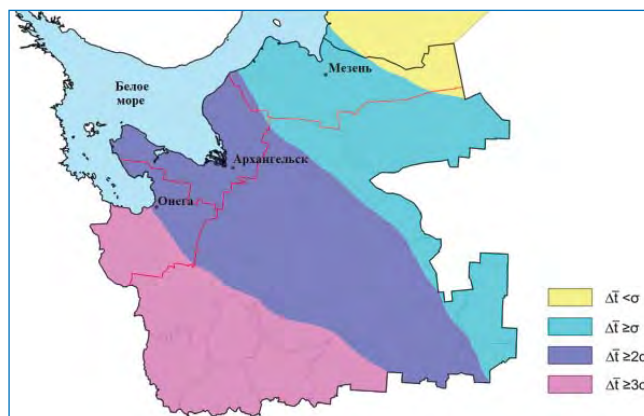 Белое
море
Мезень
Архангельск
Онега
Δt̅ <σ
Δt̅ ≥σ
Δt̅ ≥2σ
Δt̅ ≥3σ